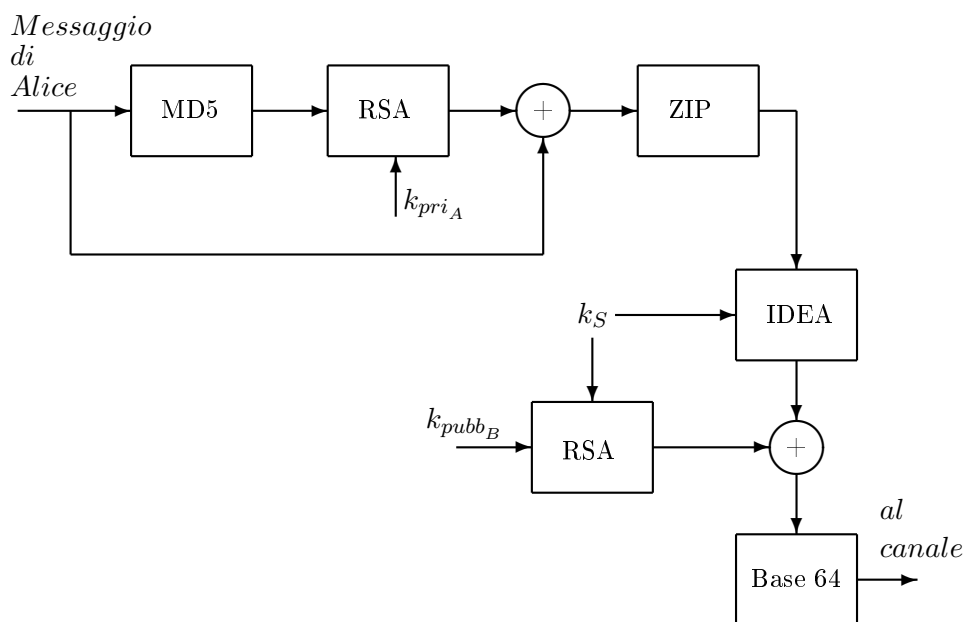 Messaggio
di
Alice
MD5
RSA
+
ZIP
k_{pri_A}
k_S
IDEA
k_{pubb_B}
RSA
+
al
canale
Base 64